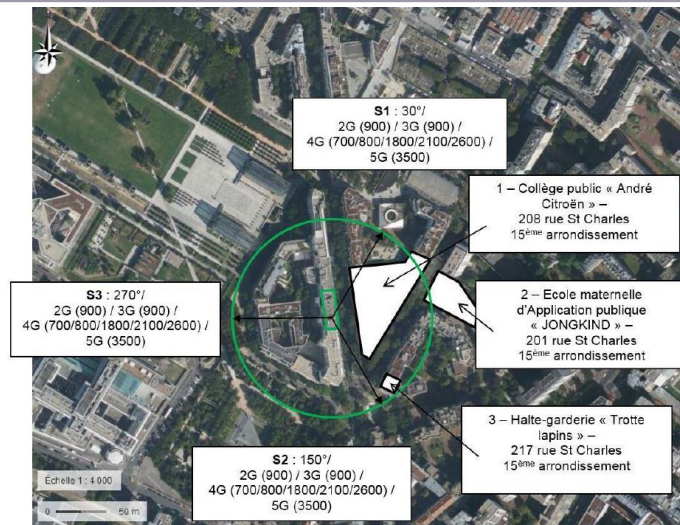 S1 : 30°/
2G (900) / 3G (900) /
4G (700/800/1800/2100/2600) /
5G (3500)
1 – Collège public « André
Citroën » –
208 rue St Charles
15ème arrondissement
S3 : 270°/
2G (900) / 3G (900) /
4G (700/800/1800/2100/2600) /
5G (3500)
2 – Ecole maternelle
d'Application publique
« JONGKIND » –
201 rue St Charles
15ème arrondissement
3 – Halte-garderie « Trotte
lapins » –
217 rue St Charles
15ème arrondissement
S2 : 150°/
2G (900) / 3G (900) /
4G (700/800/1800/2100/2600) /
5G (3500)
Échelle 1 : 4 000
0 50 m